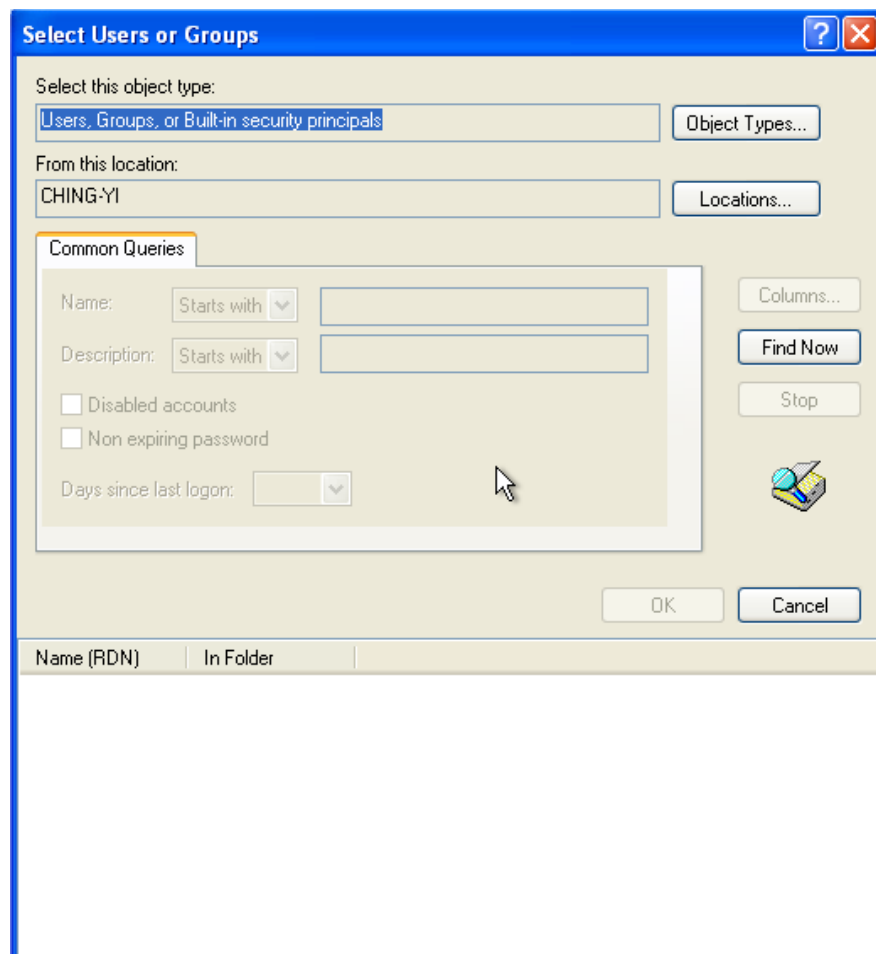 Select Users or Groups
Select this object type:
Users, Groups, or Built-in security principals
Object Types...
From this location:
CHING-YI
Locations...
Common Queries
Name:
Starts with
Columns...
Description:
Starts with
Find Now
Disabled accounts
Stop
Non expiring password
Days since last logon:
OK
Cancel
Name (RDN)
In Folder